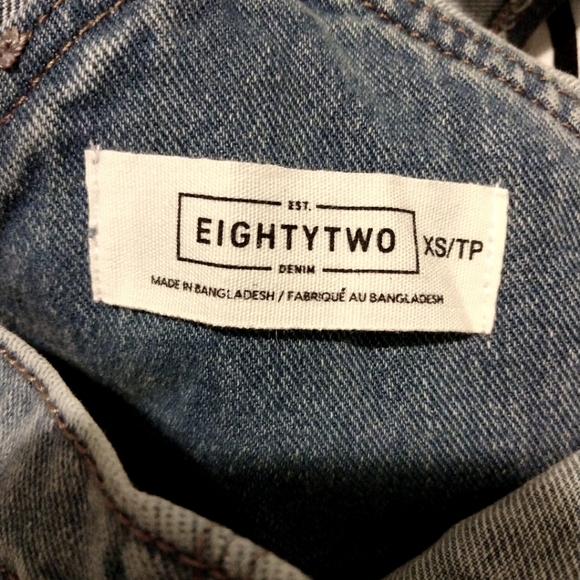 EST.
EIGHTYTWO
DENIM
XS/TP
MADE IN BANGLADESH / FABRIQUÉ AU BANGLADESH